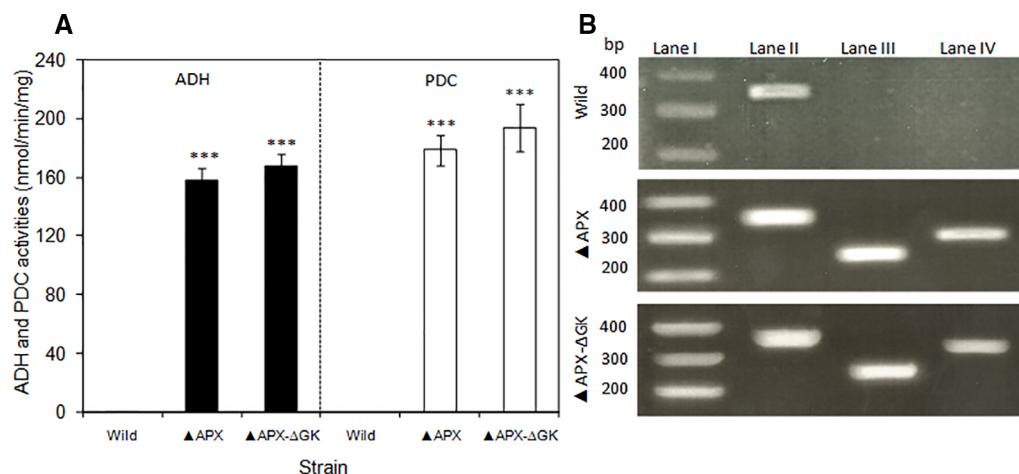 A
ADH and PDC activities (nmol/min/mg)
240
200
160
120
80
40
0
ADH
PDC
***
***
***
***
Wild
▲APX
▲APX-ΔGK
Wild
▲APX
▲APX-ΔGK
Strain
B
bp
Lane I
Lane II
Lane III
Lane IV
400
300
200
Wild
400
300
200
▲APX
400
300
200
▲APX-ΔGK